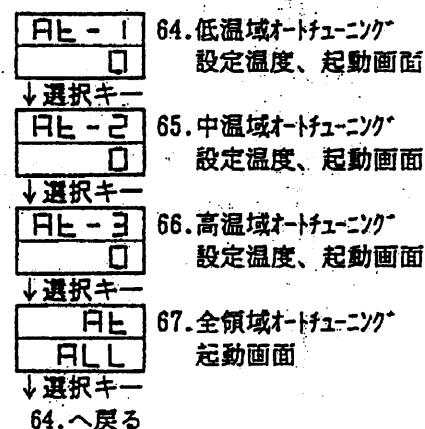 At-1 64.低温域ｵｰﾄﾁｭｰﾆﾝｸﾞ
0 設定温度、起動画面
↓選択キー
At-2 65.中温域ｵｰﾄﾁｭｰﾆﾝｸﾞ
0 設定温度、起動画面
↓選択キー
At-3 66.高温域ｵｰﾄﾁｭｰﾆﾝｸﾞ
0 設定温度、起動画面
↓選択キー
At 67.全領域ｵｰﾄﾁｭｰﾆﾝｸﾞ
ALL 起動画面
↓選択キー
64.へ戻る